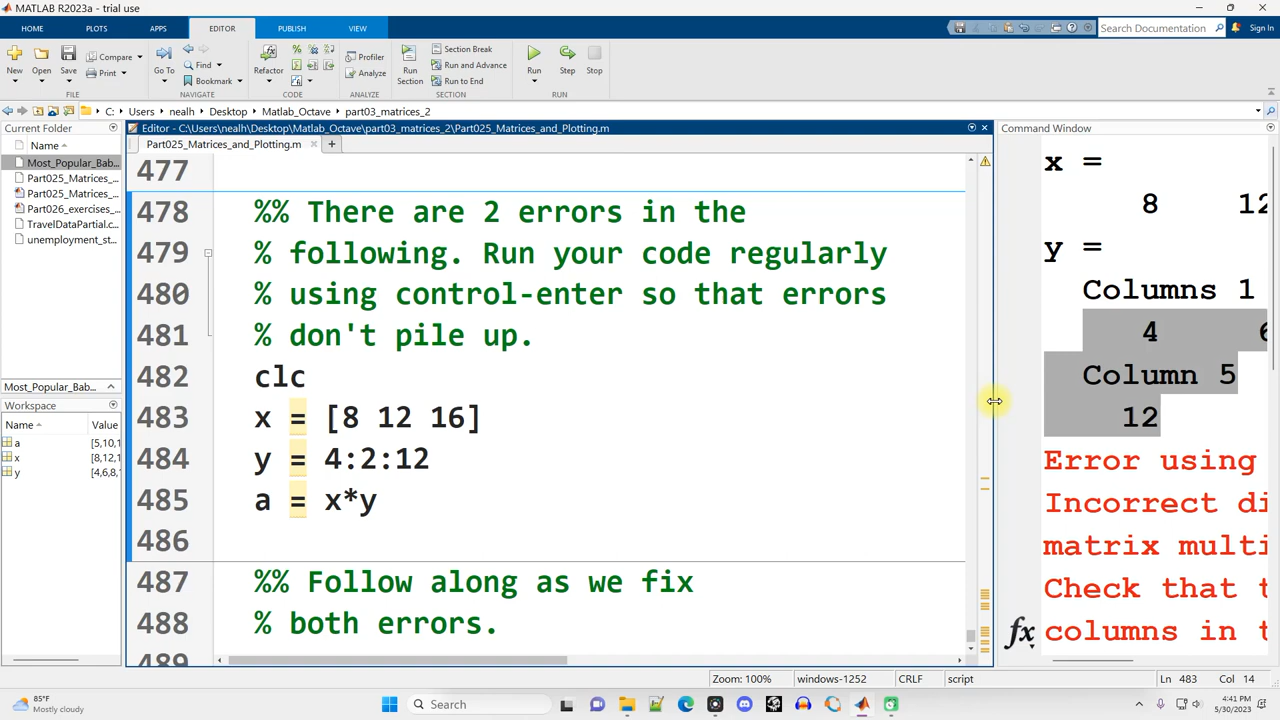 MATLAB R2023a - trial use
HOME PLOTS APPS EDITOR PUBLISH VIEW Search Documentation Sign In
New Open Save Compare Print Go To Find Bookmark Refactor Profiler Analyze Run Section Section Break Run and Advance Run to End Run Step Stop
FILE NAVIGATE CODE ANALYZE SECTION RUN
C: Users nealh Desktop Matlab_Octave part03_matrices_2
Current Folder
Name
Most_Popular_Bab...
Part025_Matrices_...
Part025_Matrices_...
Part026_exercises_...
TravelDataPartial.c...
unemployment_st...
Most_Popular_Bab...
Workspace
Name Value
a [5,10,1
x [8,12,1
y [4,6,8,1
Editor - C:\Users\nealh\Desktop\Matlab_Octave\part03_matrices_2\Part025_Matrices_and_Plotting.m
Part025_Matrices_and_Plotting.m
477
478 %% There are 2 errors in the
479 % following. Run your code regularly
480 % using control-enter so that errors
481 % don't pile up.
482 clc
483 x = [8 12 16]
484 y = 4:2:12
485 a = x*y
486
487 %% Follow along as we fix
488 % both errors.
489
Command Window
x =
8 12
y =
Columns 1
4 6
Column 5
12
Error using
Incorrect di
matrix multi
Check that t
columns in t
fx
Zoom: 100% windows-1252 CRLF script Ln 483 Col 14
85°F
Mostly cloudy
Search
4:41 PM
5/30/2023